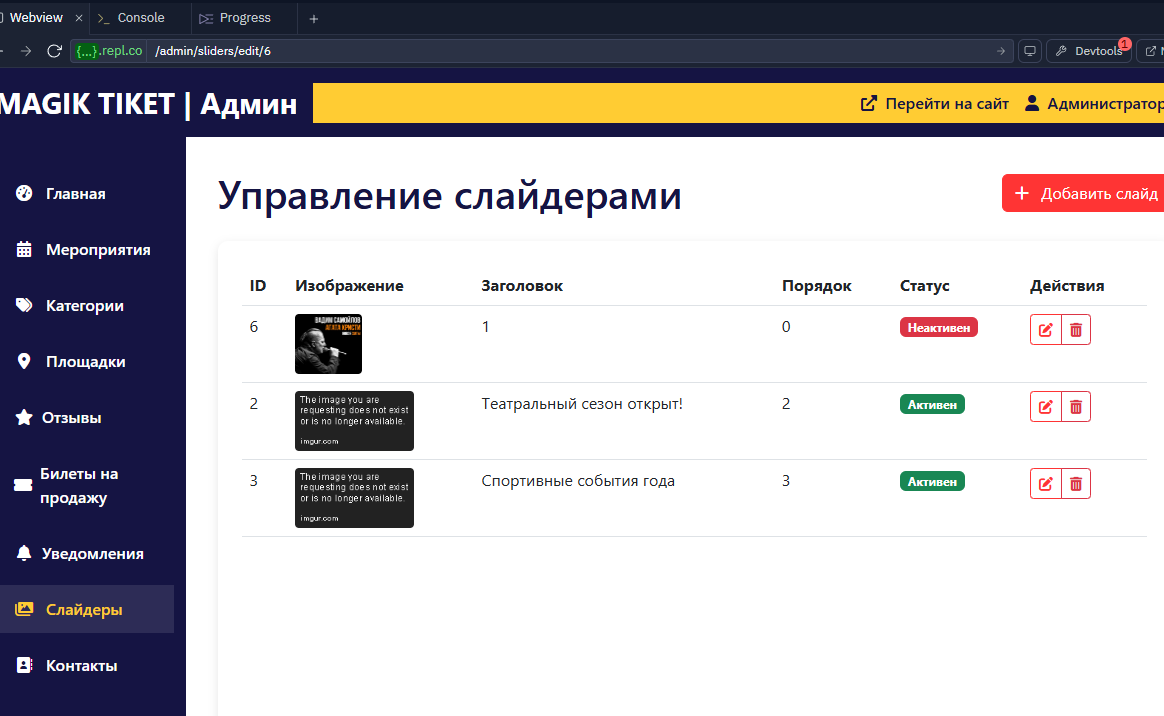 Webview
Console
Progress
{...}.repl.co /admin/sliders/edit/6
Devtools 1
MAGIK TIKET | Админ
Перейти на сайт
Администратор
Главная
Мероприятия
Категории
Площадки
Отзывы
Билеты на
продажу
Уведомления
Слайдеры
Контакты
Управление слайдерами
Добавить слайд
ID Изображение Заголовок Порядок Статус Действия
6 1 0 Неактивен
ВАДИМ САМОЙЛОВ
АГАТА КРИСТИ
2 Театральный сезон открыт! 2 Активен
The image you are
requesting does not exist
or is no longer available.
imgur.com
3 Спортивные события года 3 Активен
The image you are
requesting does not exist
or is no longer available.
imgur.com